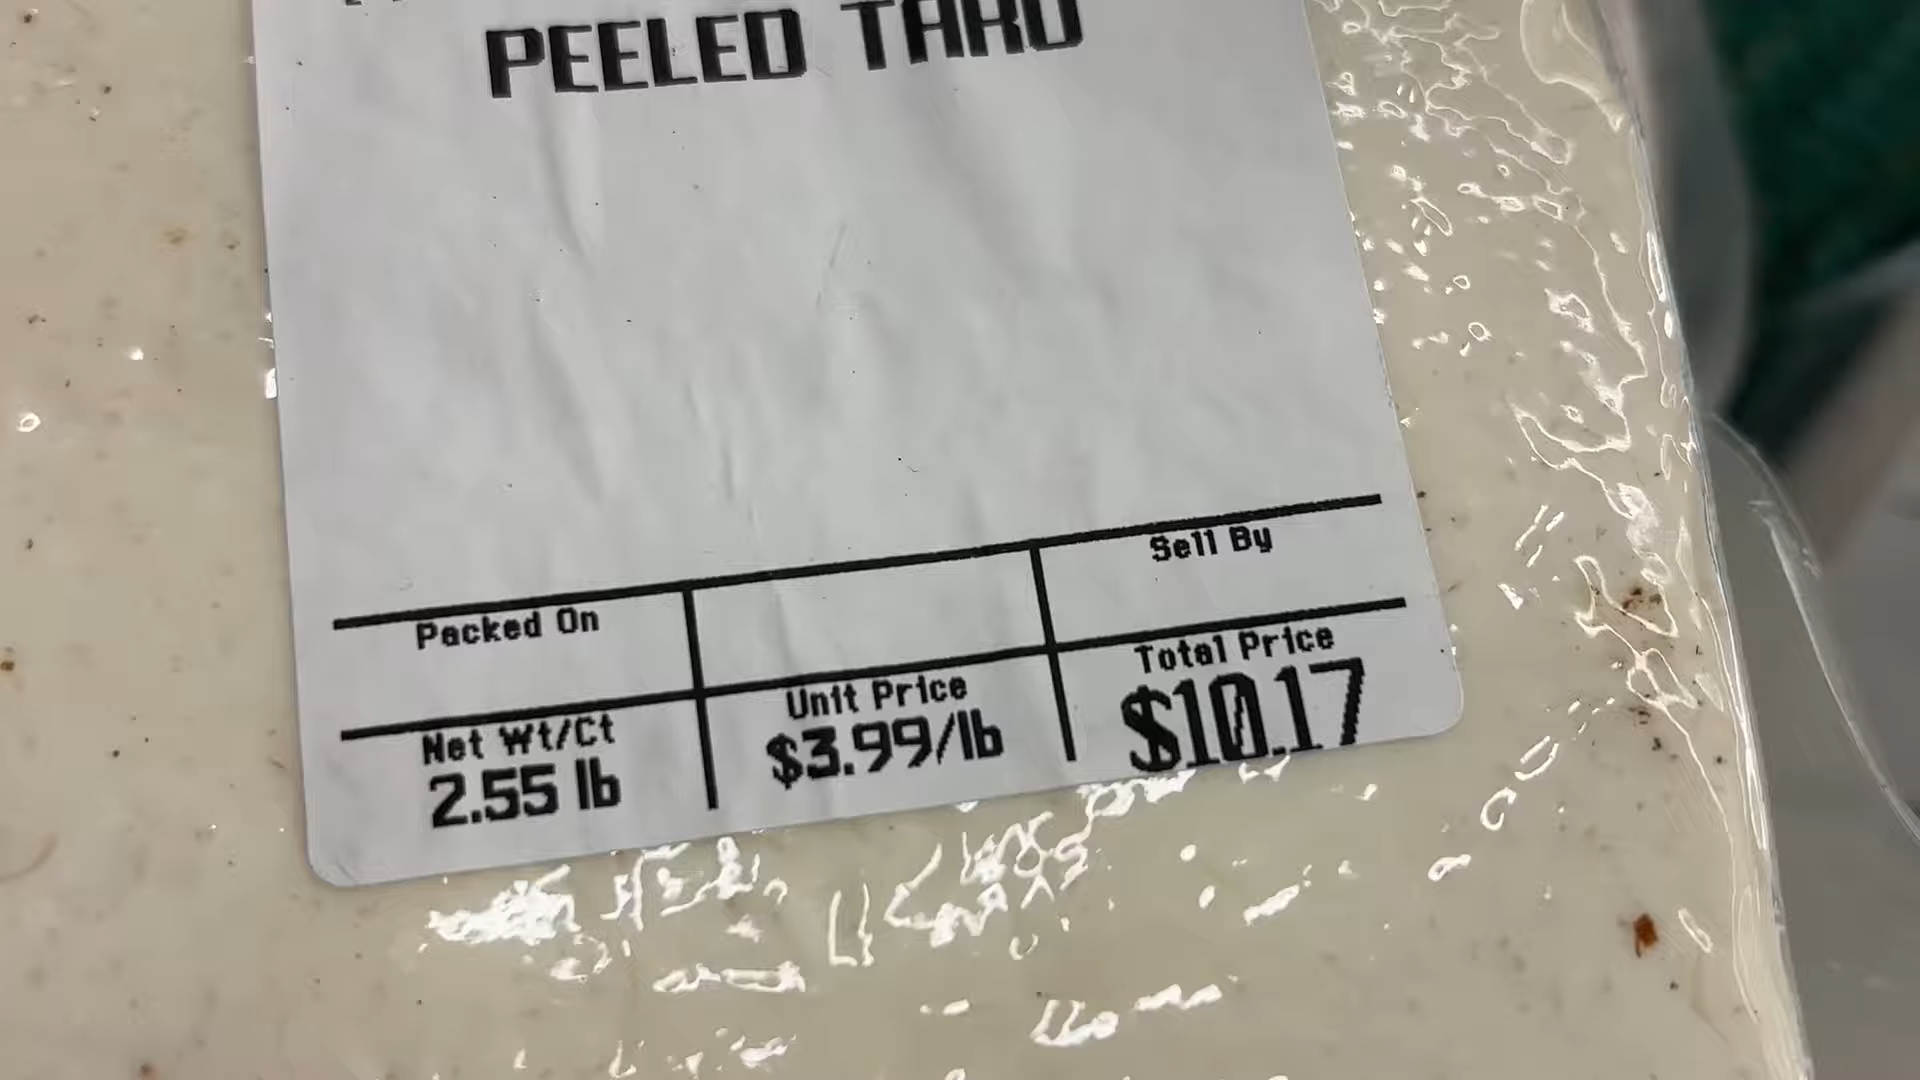 PEELED TARO
Packed On
Sell By
Net Wt/Ct
2.55 lb
Unit Price
$3.99/lb
Total Price
$10.17